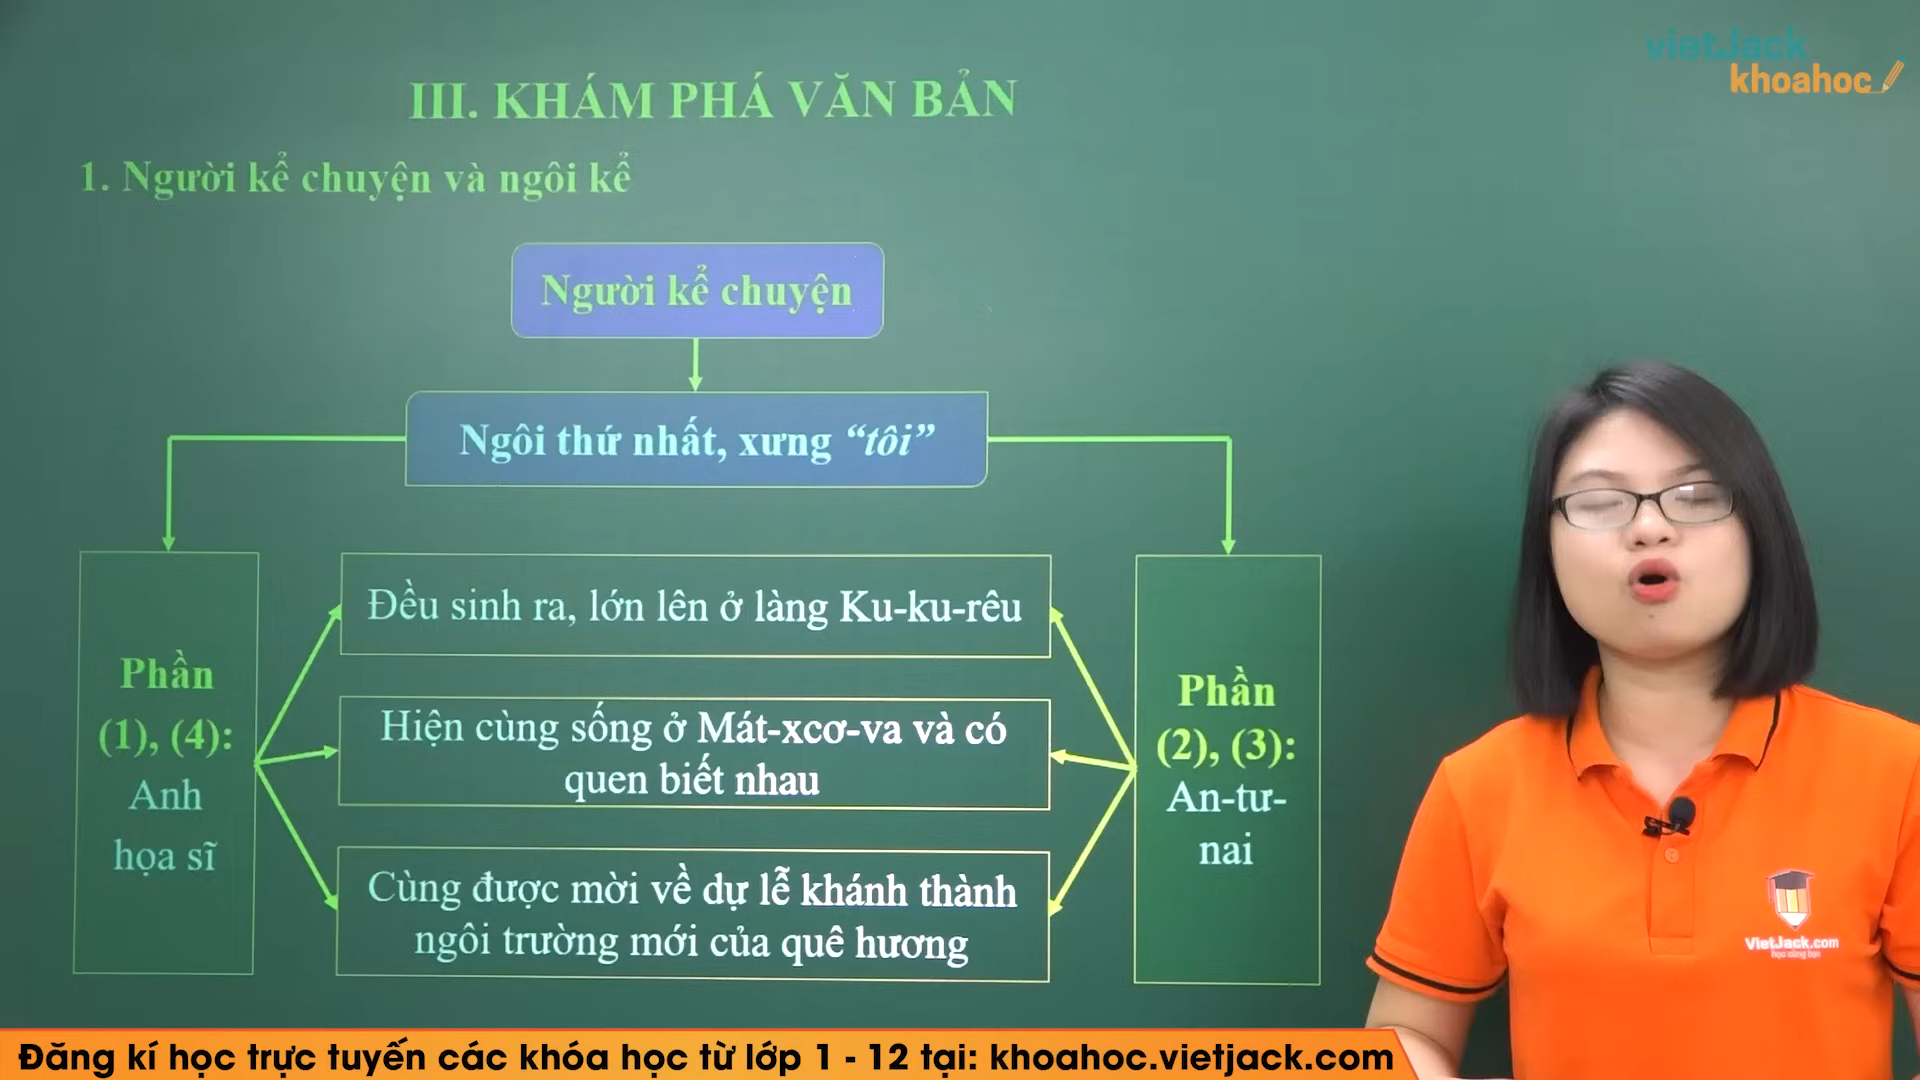 vietJack
khoahoc
III. KHÁM PHÁ VĂN BẢN
1. Người kể chuyện và ngôi kể
Người kể chuyện
Ngôi thứ nhất, xưng “tôi”
Phần
(1), (4):
Anh
họa sĩ
Đều sinh ra, lớn lên ở làng Ku-ku-rêu
Hiện cùng sống ở Mát-xcơ-va và có
quen biết nhau
Cùng được mời về dự lễ khánh thành
ngôi trường mới của quê hương
Phần
(2), (3):
An-tư-
nai
VietJack.com
học cùng bạn
Đăng kí học trực tuyến các khóa học từ lớp 1 - 12 tại: khoahoc.vietjack.com